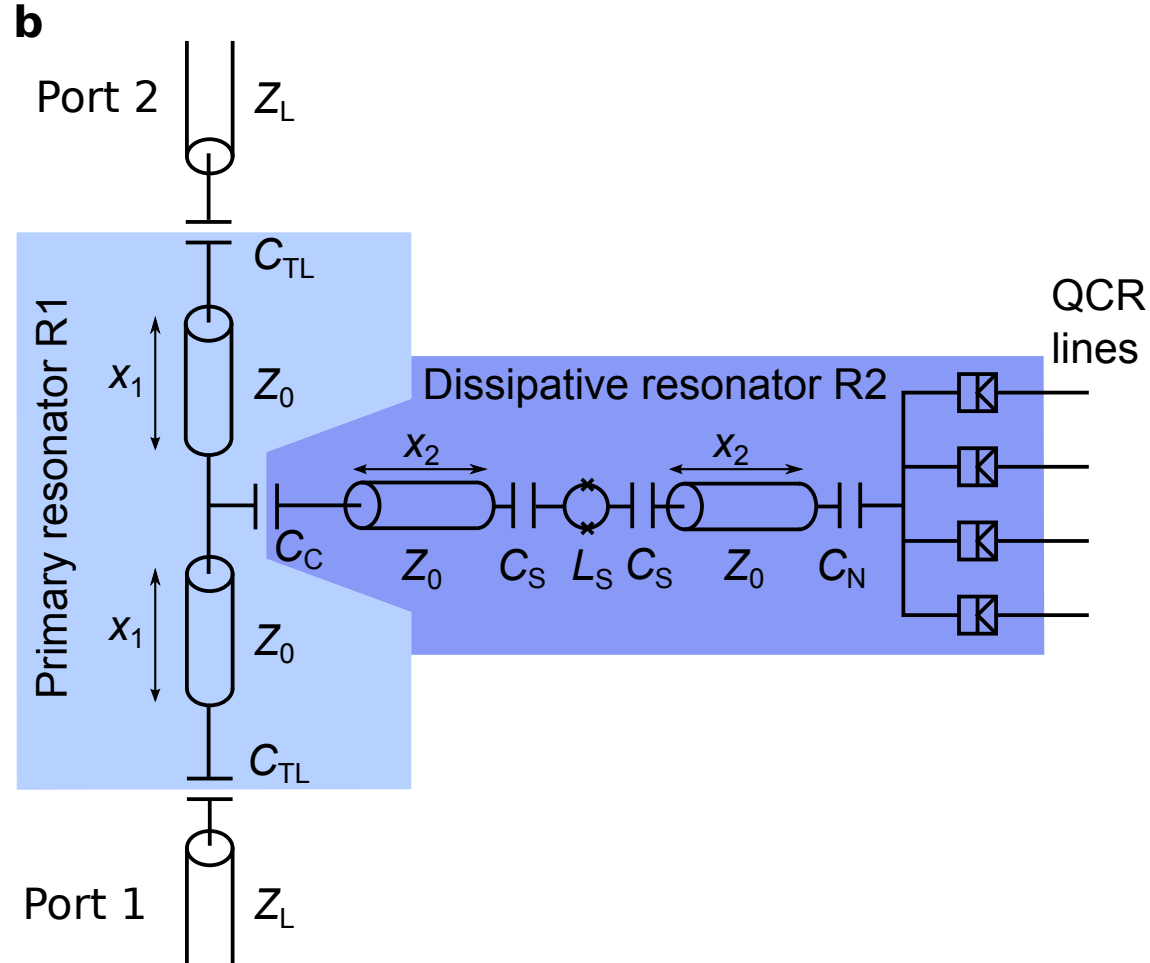 b
Port 2
Z_L
C_TL
Primary resonator R1
x_1
Z_0
QCR
lines
Dissipative resonator R2
x_2
x_2
C_C
Z_0
C_S
L_S
C_S
Z_0
C_N
x_1
Z_0
C_TL
Port 1
Z_L